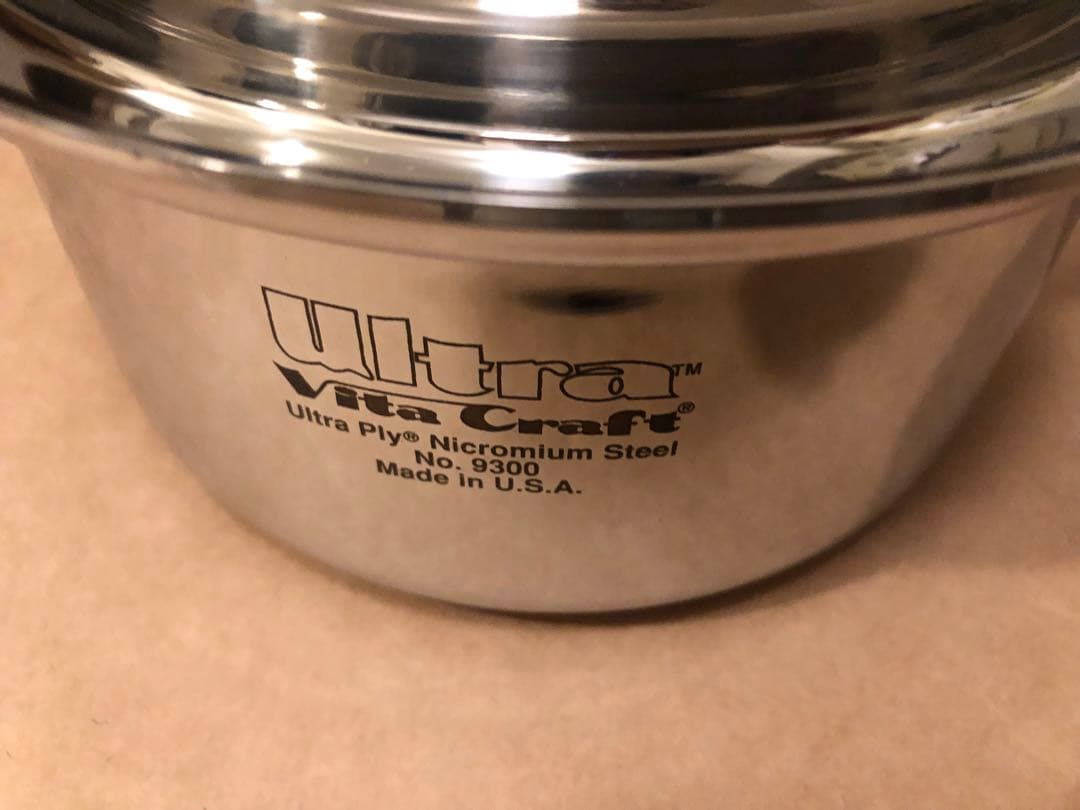 ultra™
Vita Craft®
Ultra Ply® Nicromium Steel
No. 9300
Made in U.S.A.